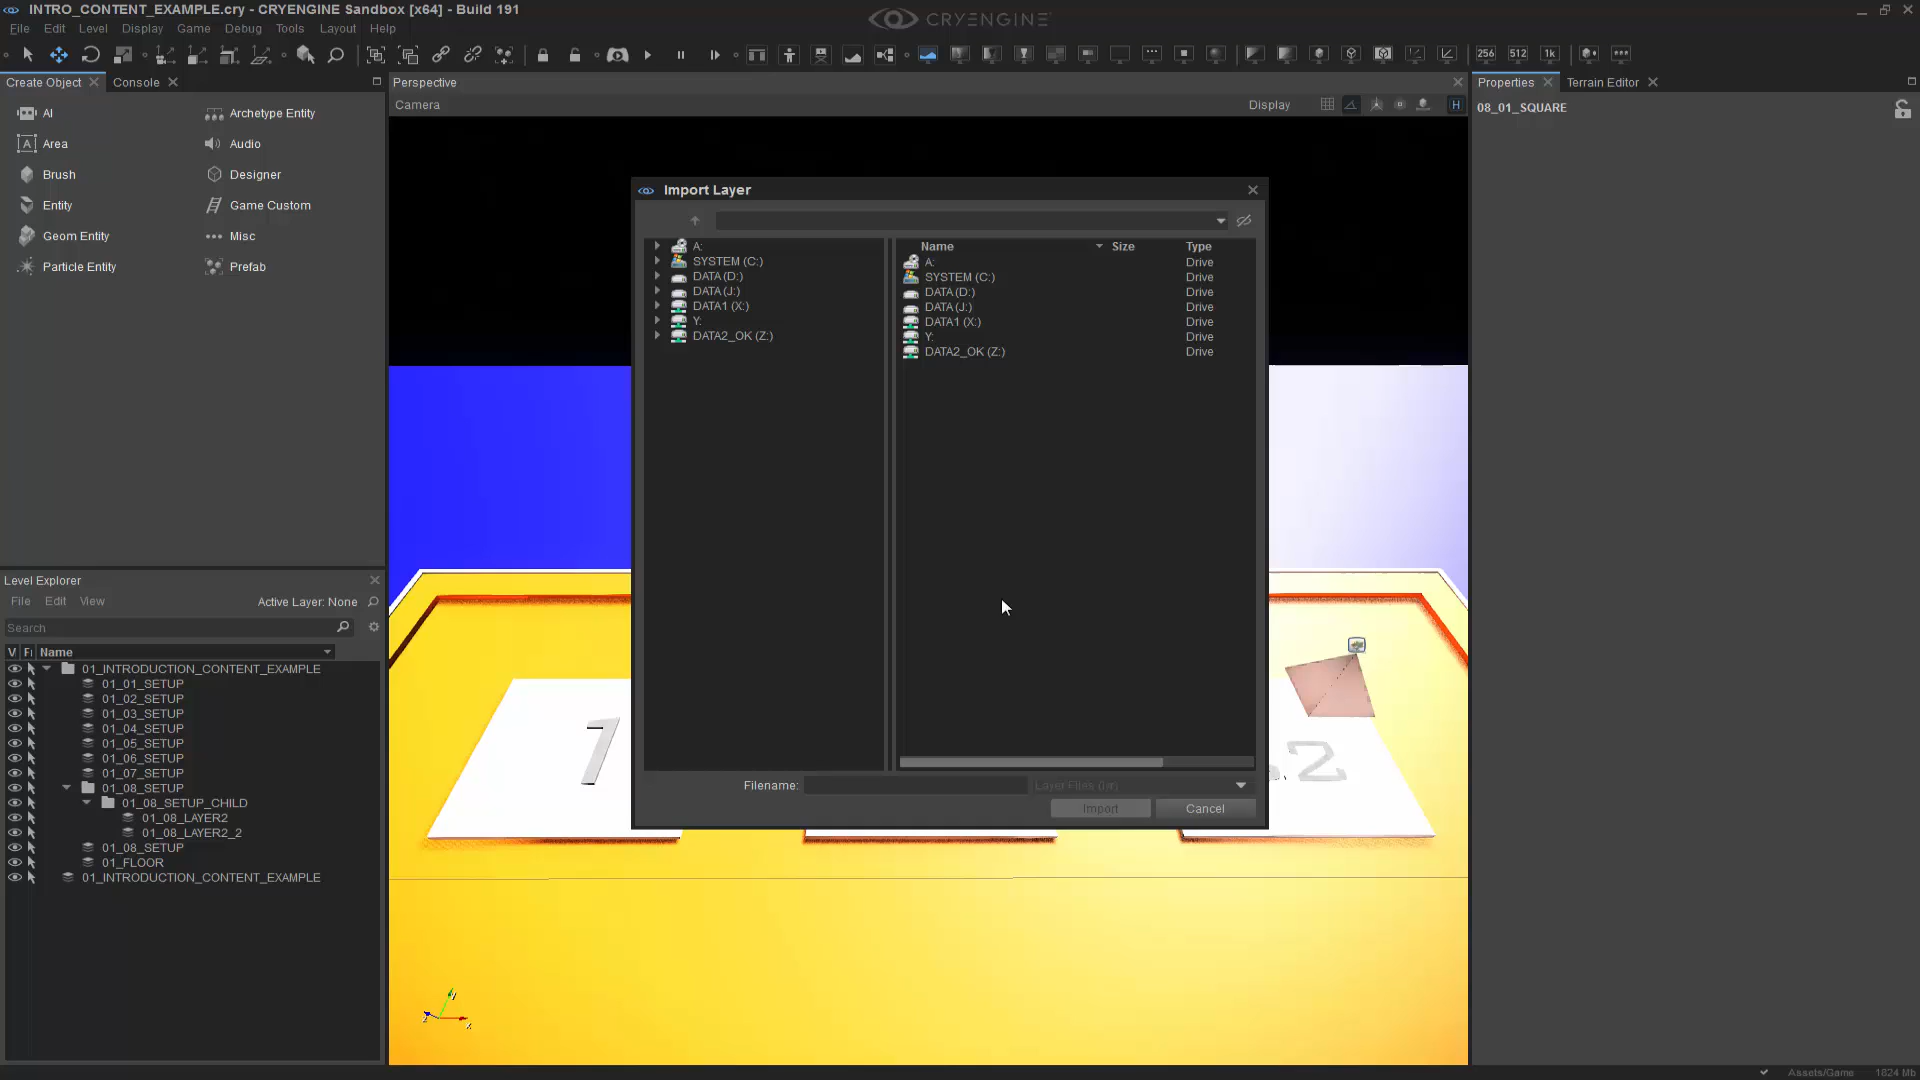 INTRO_CONTENT_EXAMPLE.cry - CRYENGINE Sandbox [x64] - Build 191
CRYENGINE
File Edit Level Display Game Debug Tools Layout Help
256 512 1k
Create Object Console
Perspective
Properties Terrain Editor
Camera
Display
H
08_01_SQUARE
AI
Archetype Entity
Area
Audio
Brush
Designer
Entity
Game Custom
Geom Entity
Misc
Particle Entity
Prefab
Import Layer
A:
SYSTEM (C:)
DATA (D:)
DATA (J:)
DATA1 (X:)
Y:
DATA2_OK (Z:)
Name Size Type
A: Drive
SYSTEM (C:) Drive
DATA (D:) Drive
DATA (J:) Drive
DATA1 (X:) Drive
Y: Drive
DATA2_OK (Z:) Drive
Filename:
Layer Files (lyr)
Import Cancel
1
.2
Level Explorer
File Edit View Active Layer: None
Search
V Fr Name
01_INTRODUCTION_CONTENT_EXAMPLE
01_01_SETUP
01_02_SETUP
01_03_SETUP
01_04_SETUP
01_05_SETUP
01_06_SETUP
01_07_SETUP
01_08_SETUP
01_08_SETUP_CHILD
01_08_LAYER2
01_08_LAYER2_2
01_08_SETUP
01_FLOOR
01_INTRODUCTION_CONTENT_EXAMPLE
y
z
x
Assets/Game 1824 Mb